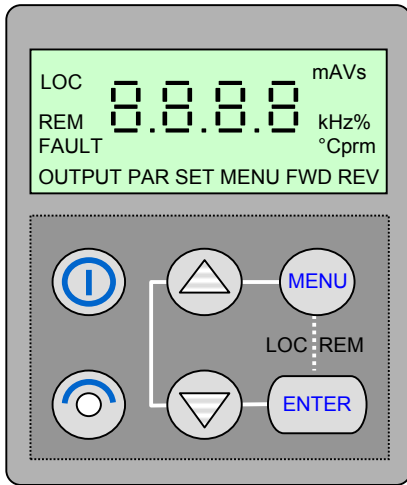 LOC 8.8.8.8 mAVs
REM kHz%
FAULT °Cprm
OUTPUT PAR SET MENU FWD REV
MENU
LOC REM
ENTER